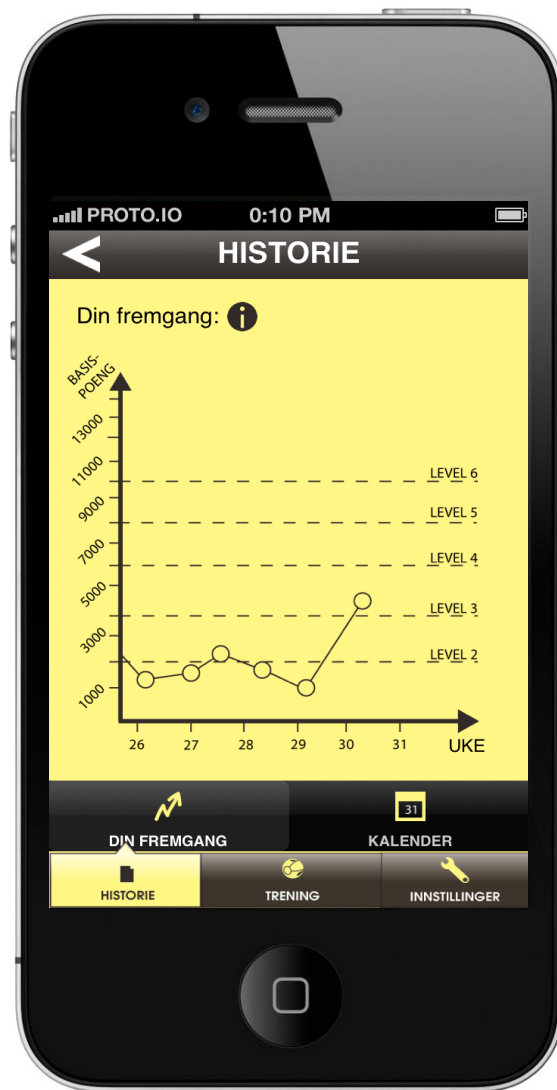 PROTO.IO 0:10 PM
HISTORIE
Din fremgang:
BASIS-
POENG
13000
11000
9000
7000
5000
3000
1000
LEVEL 6
LEVEL 5
LEVEL 4
LEVEL 3
LEVEL 2
26 27 28 29 30 31 UKE
31
DIN FREMGANG KALENDER
HISTORIE TRENING INNSTILLINGER